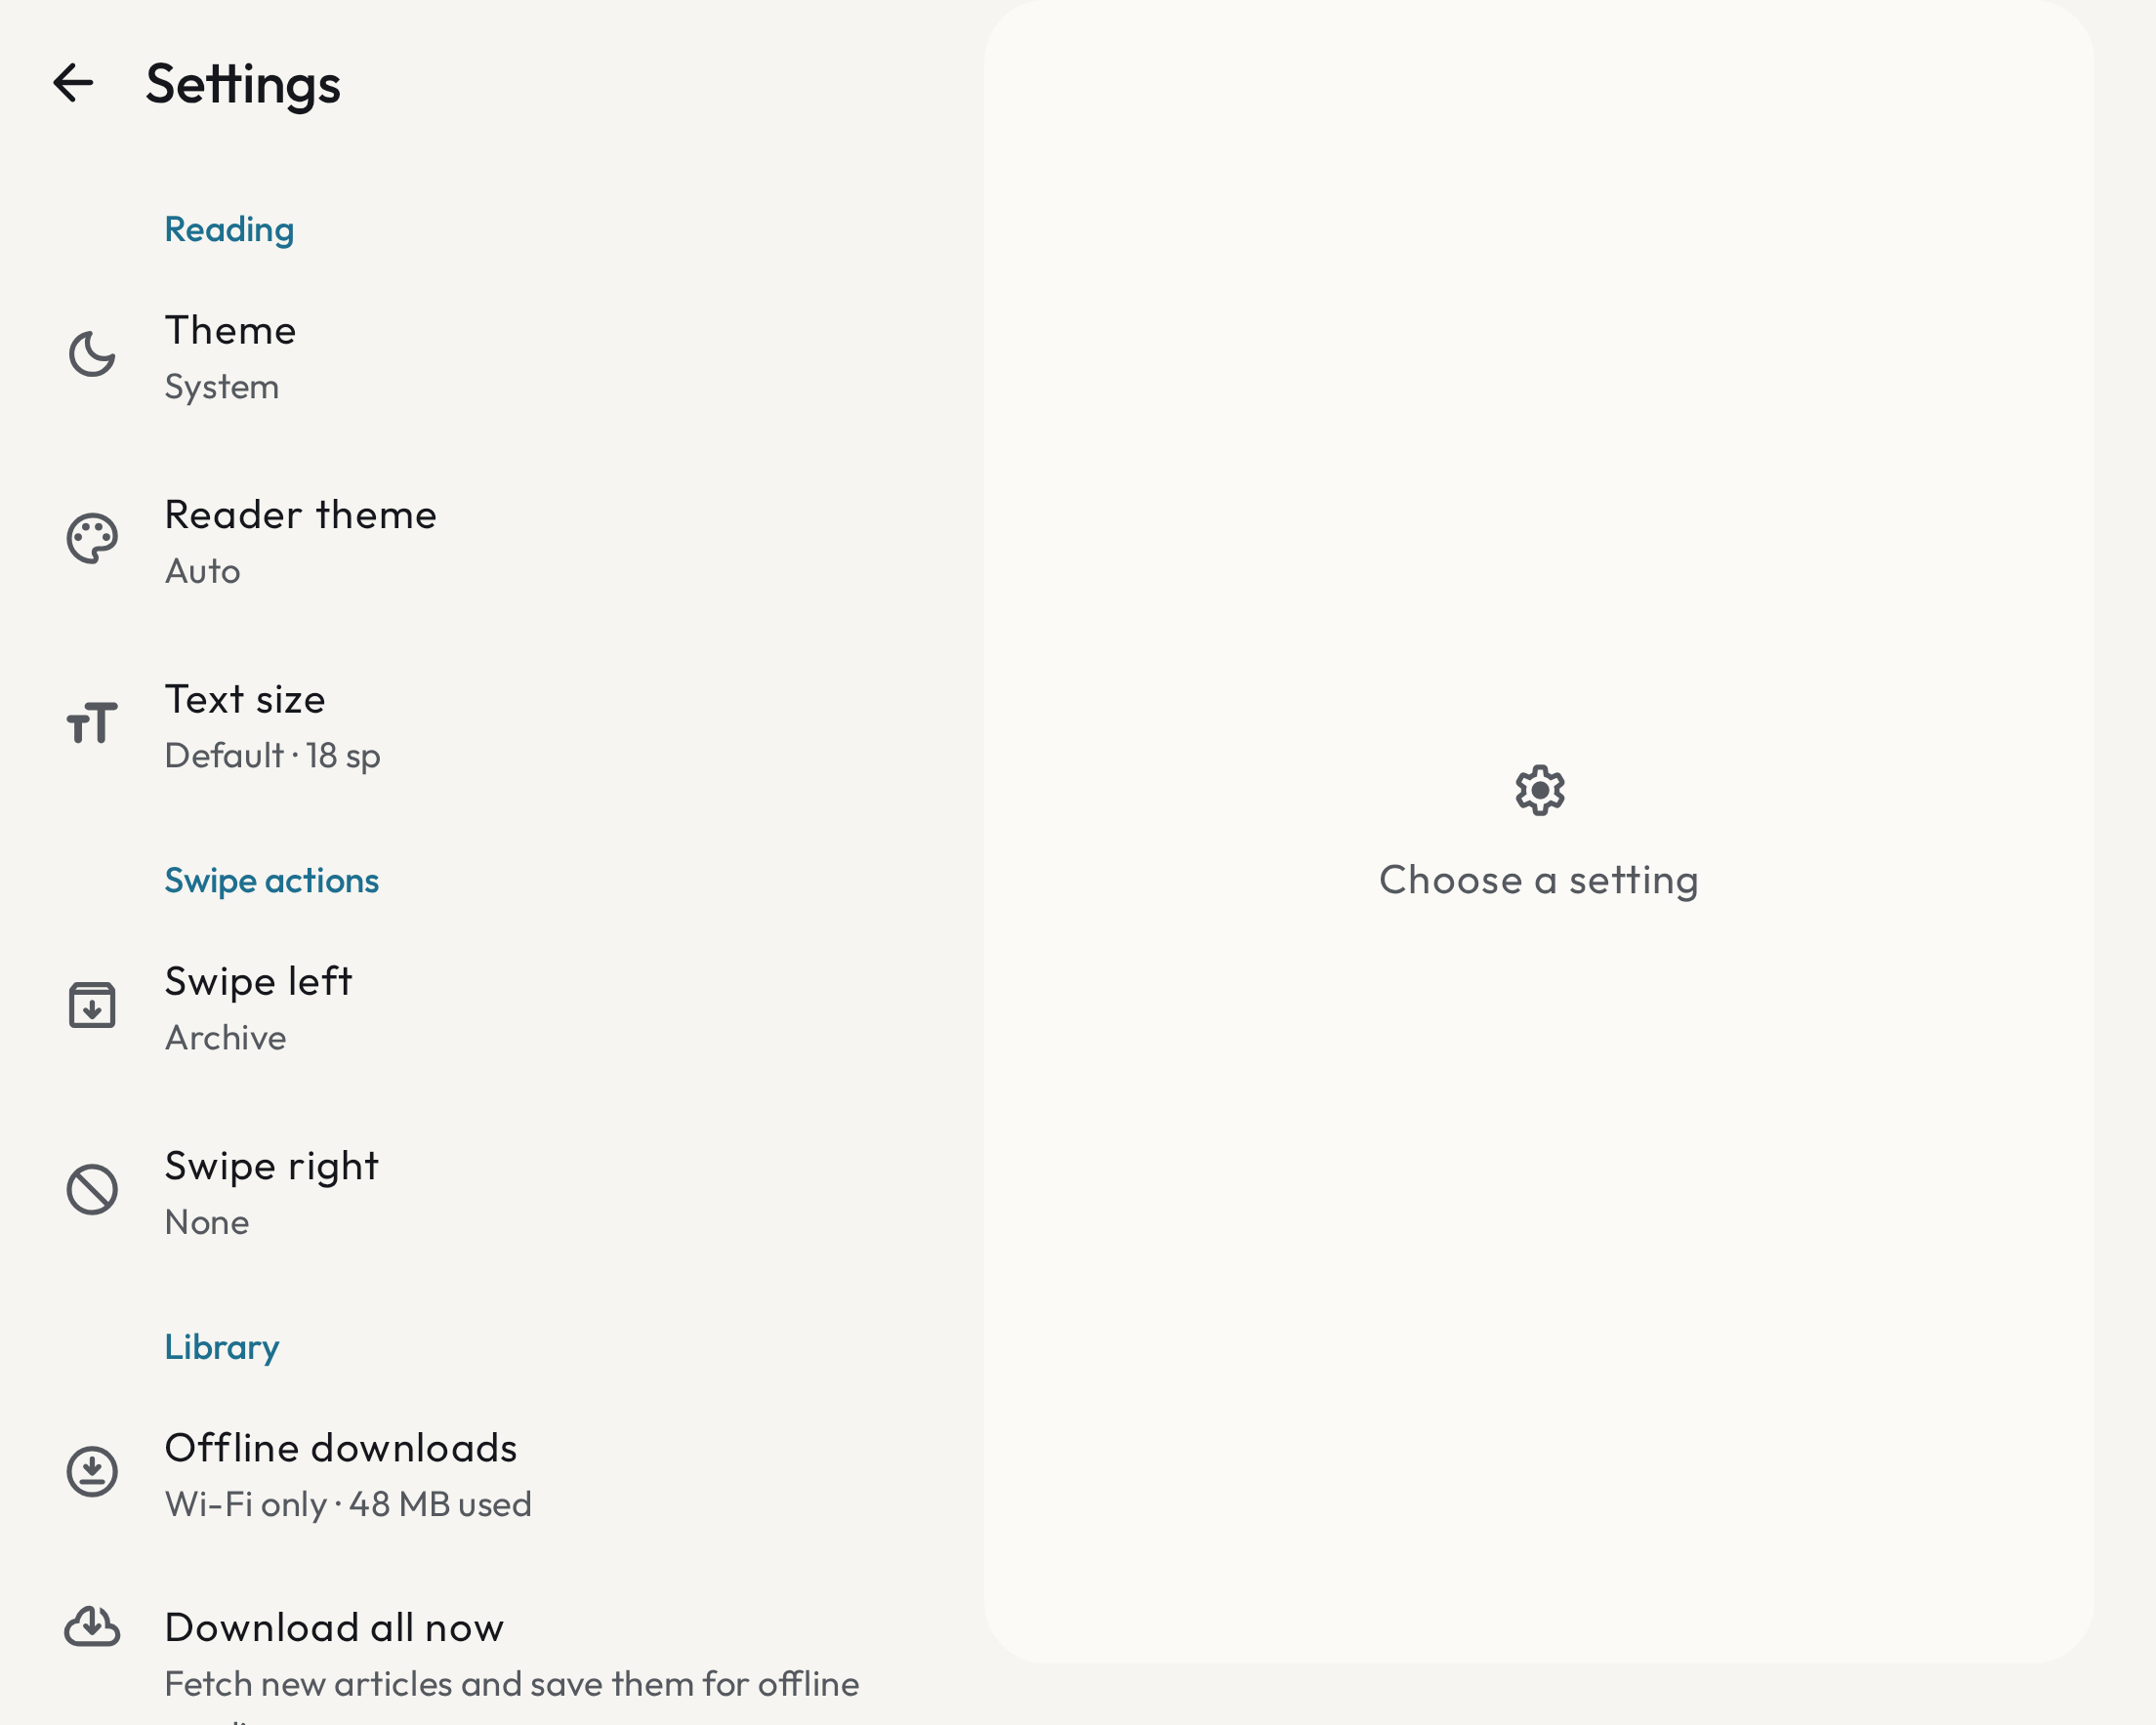 Settings
Reading
Theme
System
Reader theme
Auto
Text size
Default · 18 sp
Swipe actions
Swipe left
Archive
Swipe right
None
Library
Offline downloads
Wi-Fi only · 48 MB used
Download all now
Fetch new articles and save them for offline
Choose a setting